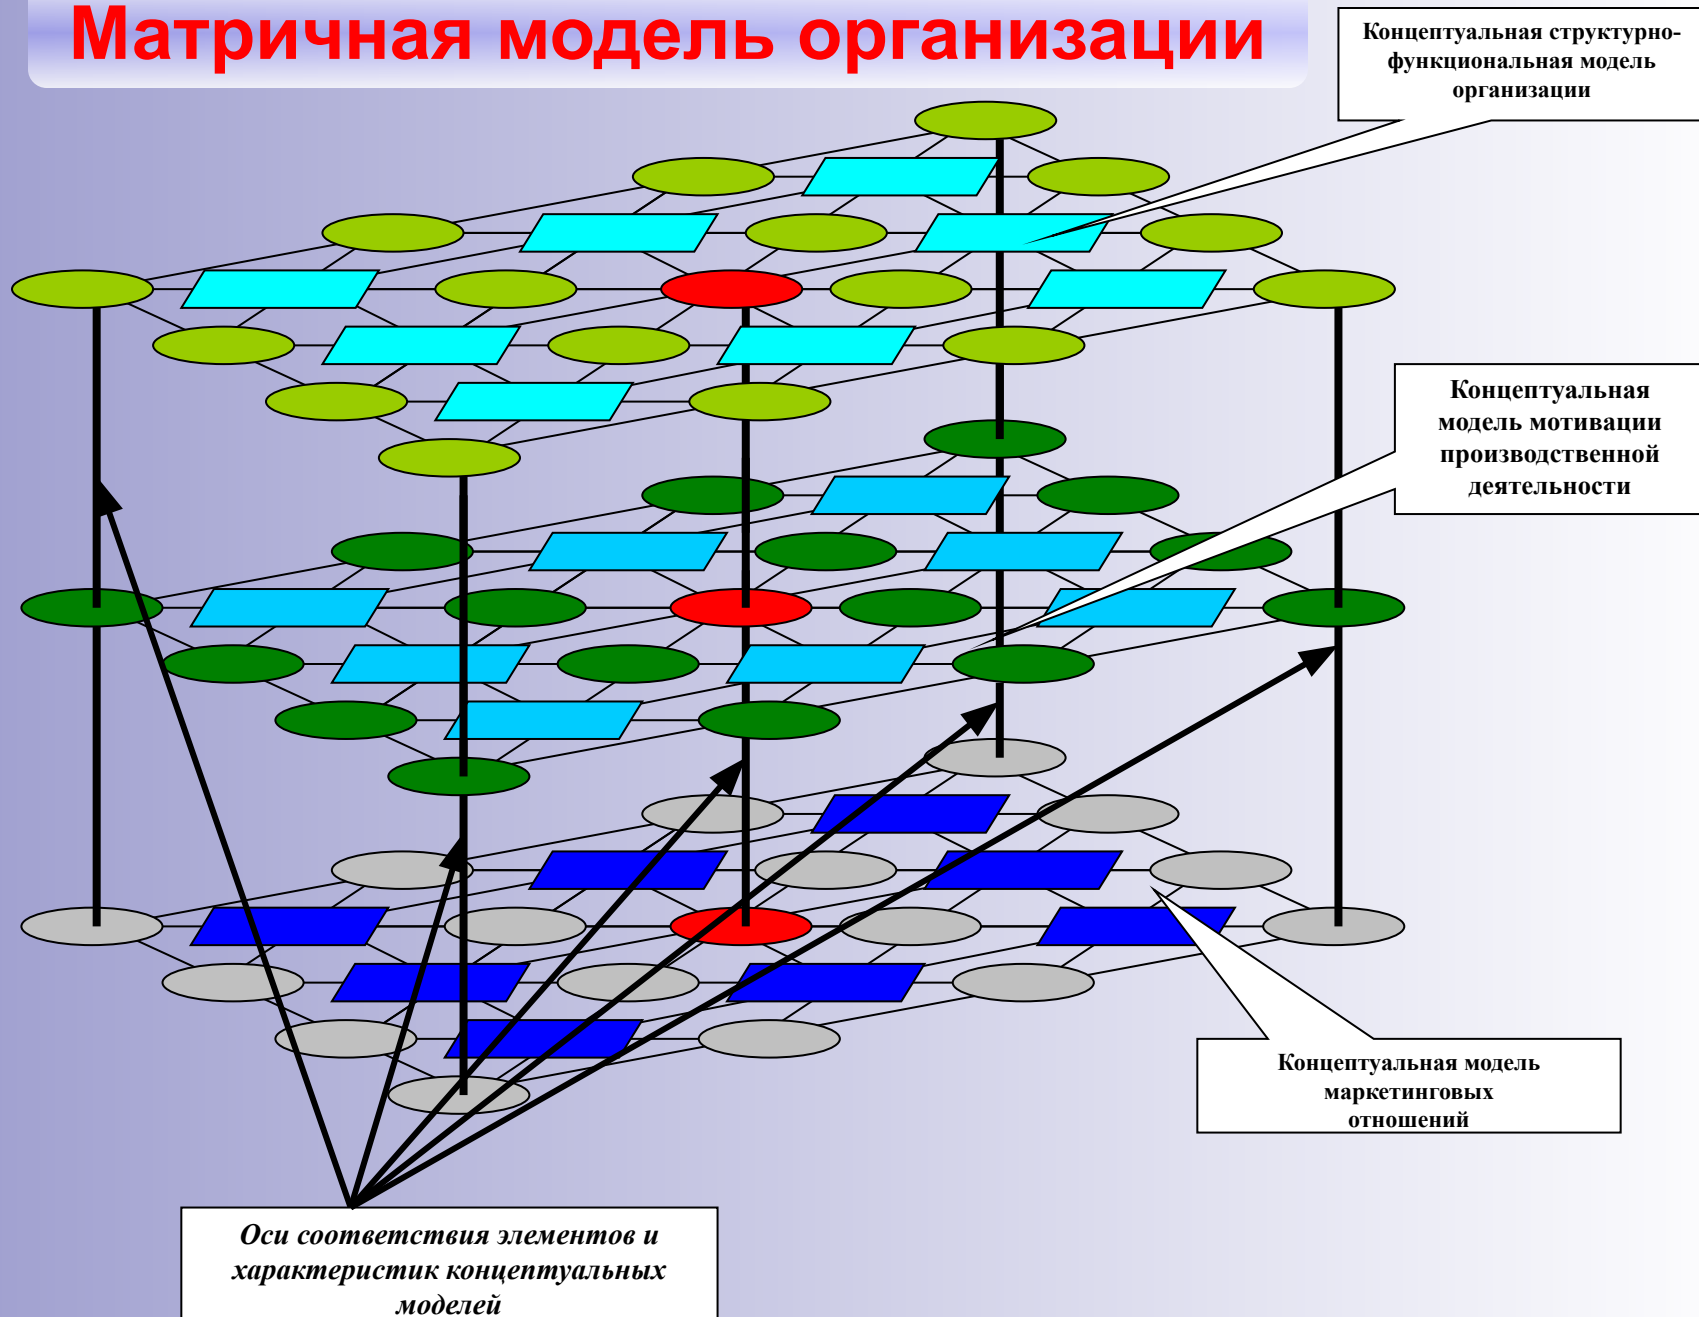 Матричная модель организации
Концептуальная структурно-
функциональная модель
организации
Концептуальная
модель мотивации
производственной
деятельности
Концептуальная модель
маркетинговых
отношений
Оси соответствия элементов и
характеристик концептуальных
моделей